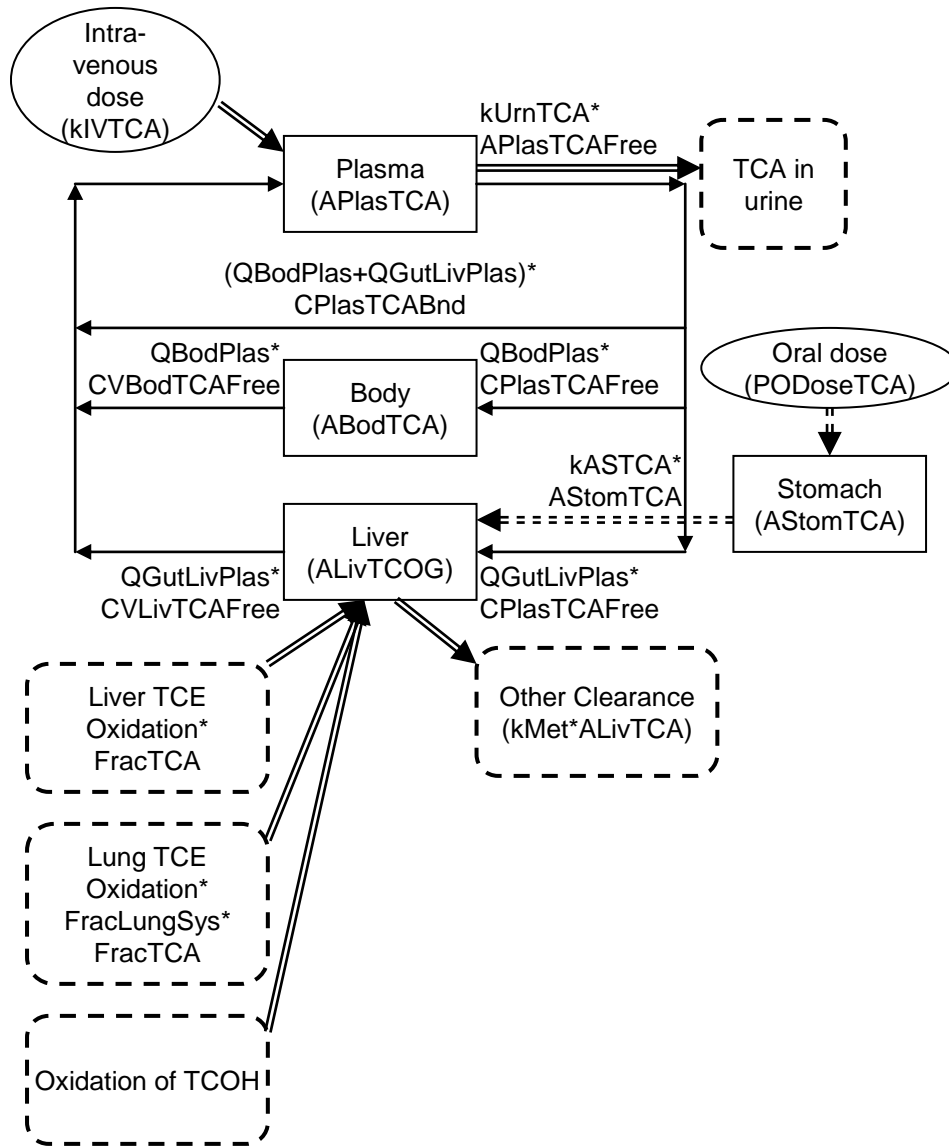 Intra-
venous
dose
(kIVTCA)
kUrnTCA*
APlasTCAFree
Plasma
(APlasTCA)
TCA in
urine
(QBodPlas+QGutLivPlas)*
CPlasTCABnd
QBodPlas*
CVBodTCAFree
Body
(ABodTCA)
QBodPlas*
CPlasTCAFree
Oral dose
(PODoseTCA)
kASTCA*
AStomTCA
Stomach
(AStomTCA)
Liver
(ALivTCOG)
QGutLivPlas*
CVLivTCAFree
QGutLivPlas*
CPlasTCAFree
Liver TCE
Oxidation*
FracTCA
Other Clearance
(kMet*ALivTCA)
Lung TCE
Oxidation*
FracLungSys*
FracTCA
Oxidation of TCOH